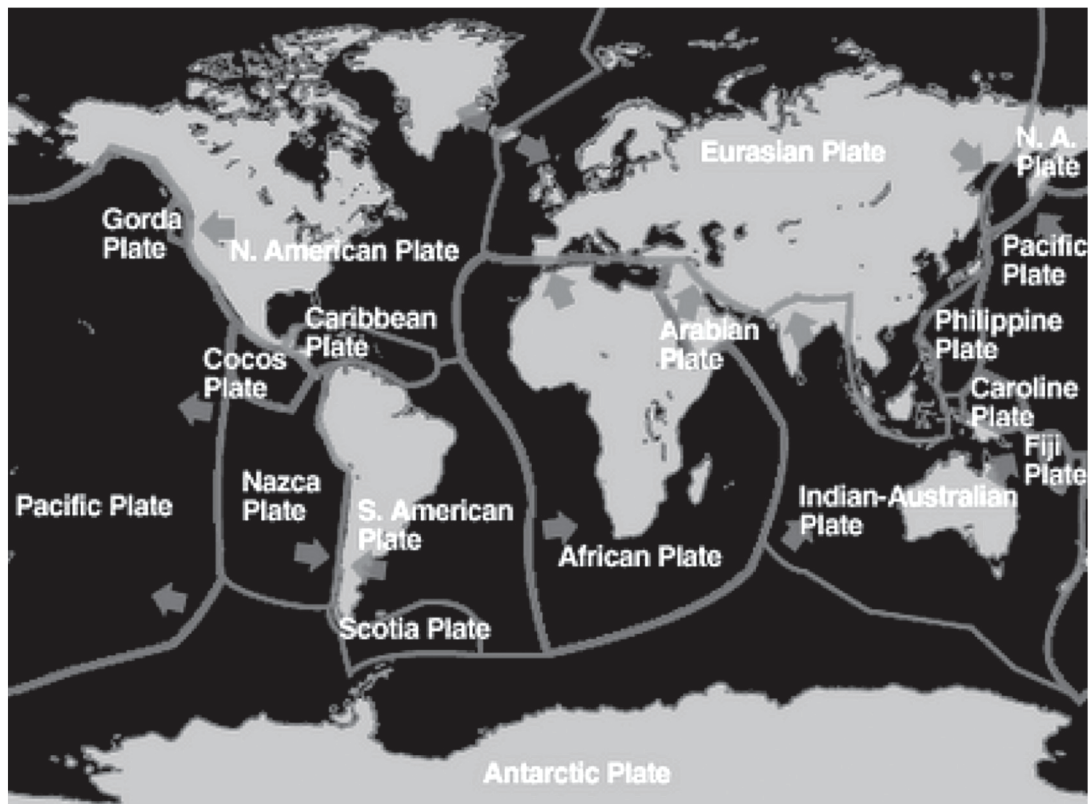 Eurasian Plate
N. A.
Plate
Gorda
Plate
N. American Plate
Pacific
Plate
Caribbean
Plate
Arabian
Plate
Philippine
Plate
Cocos
Plate
Caroline
Plate
Fiji
Plate
Nazca
Plate
Pacific Plate
S. American
Plate
Indian-Australian
Plate
African Plate
Scotia Plate
Antarctic Plate